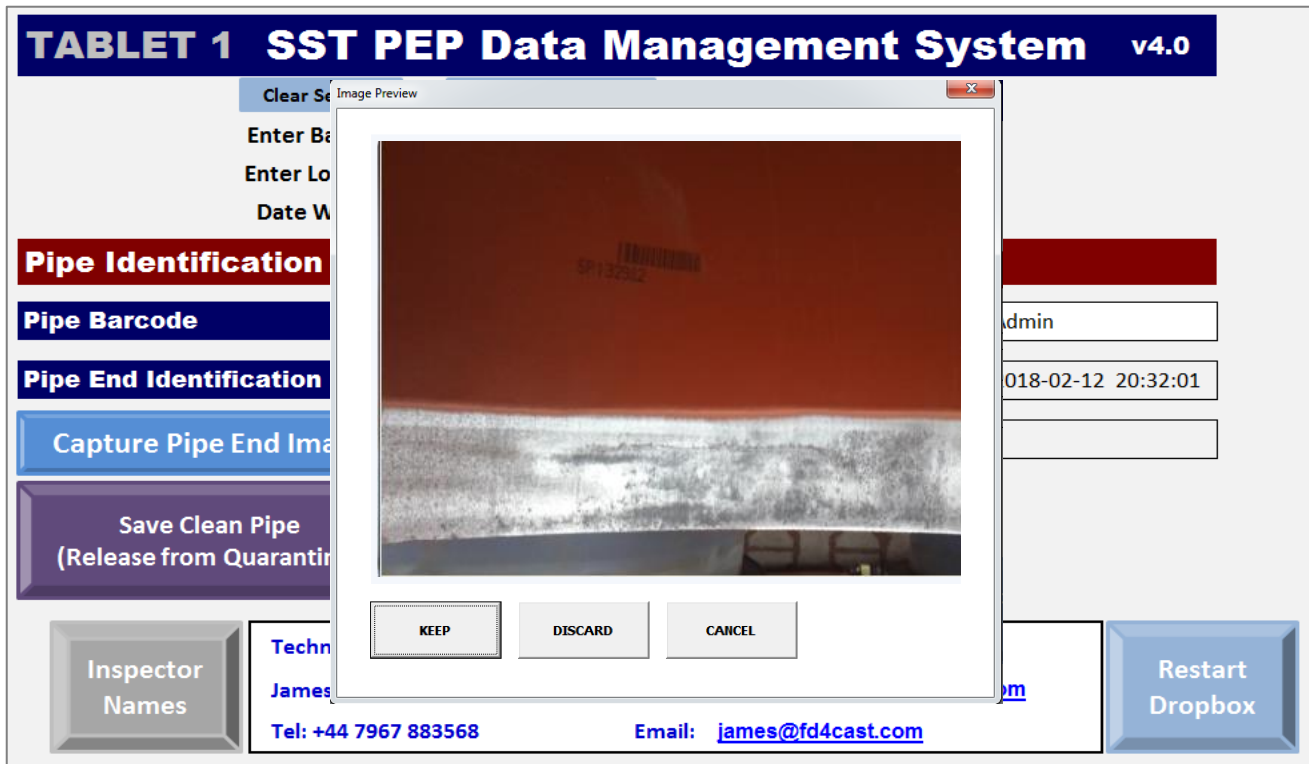 TABLET 1 SST PEP Data Management System v4.0
Clear Se
Image Preview
Enter Ba
Enter Lo
Date W
SP132982
Pipe Identification
Pipe Barcode
Admin
Pipe End Identification
018-02-12 20:32:01
Capture Pipe End Ima
Save Clean Pipe
(Release from Quarantin
KEEP DISCARD CANCEL
Inspector
Names
Techn
James
om
Tel: +44 7967 883568 Email: james@fd4cast.com
Restart
Dropbox